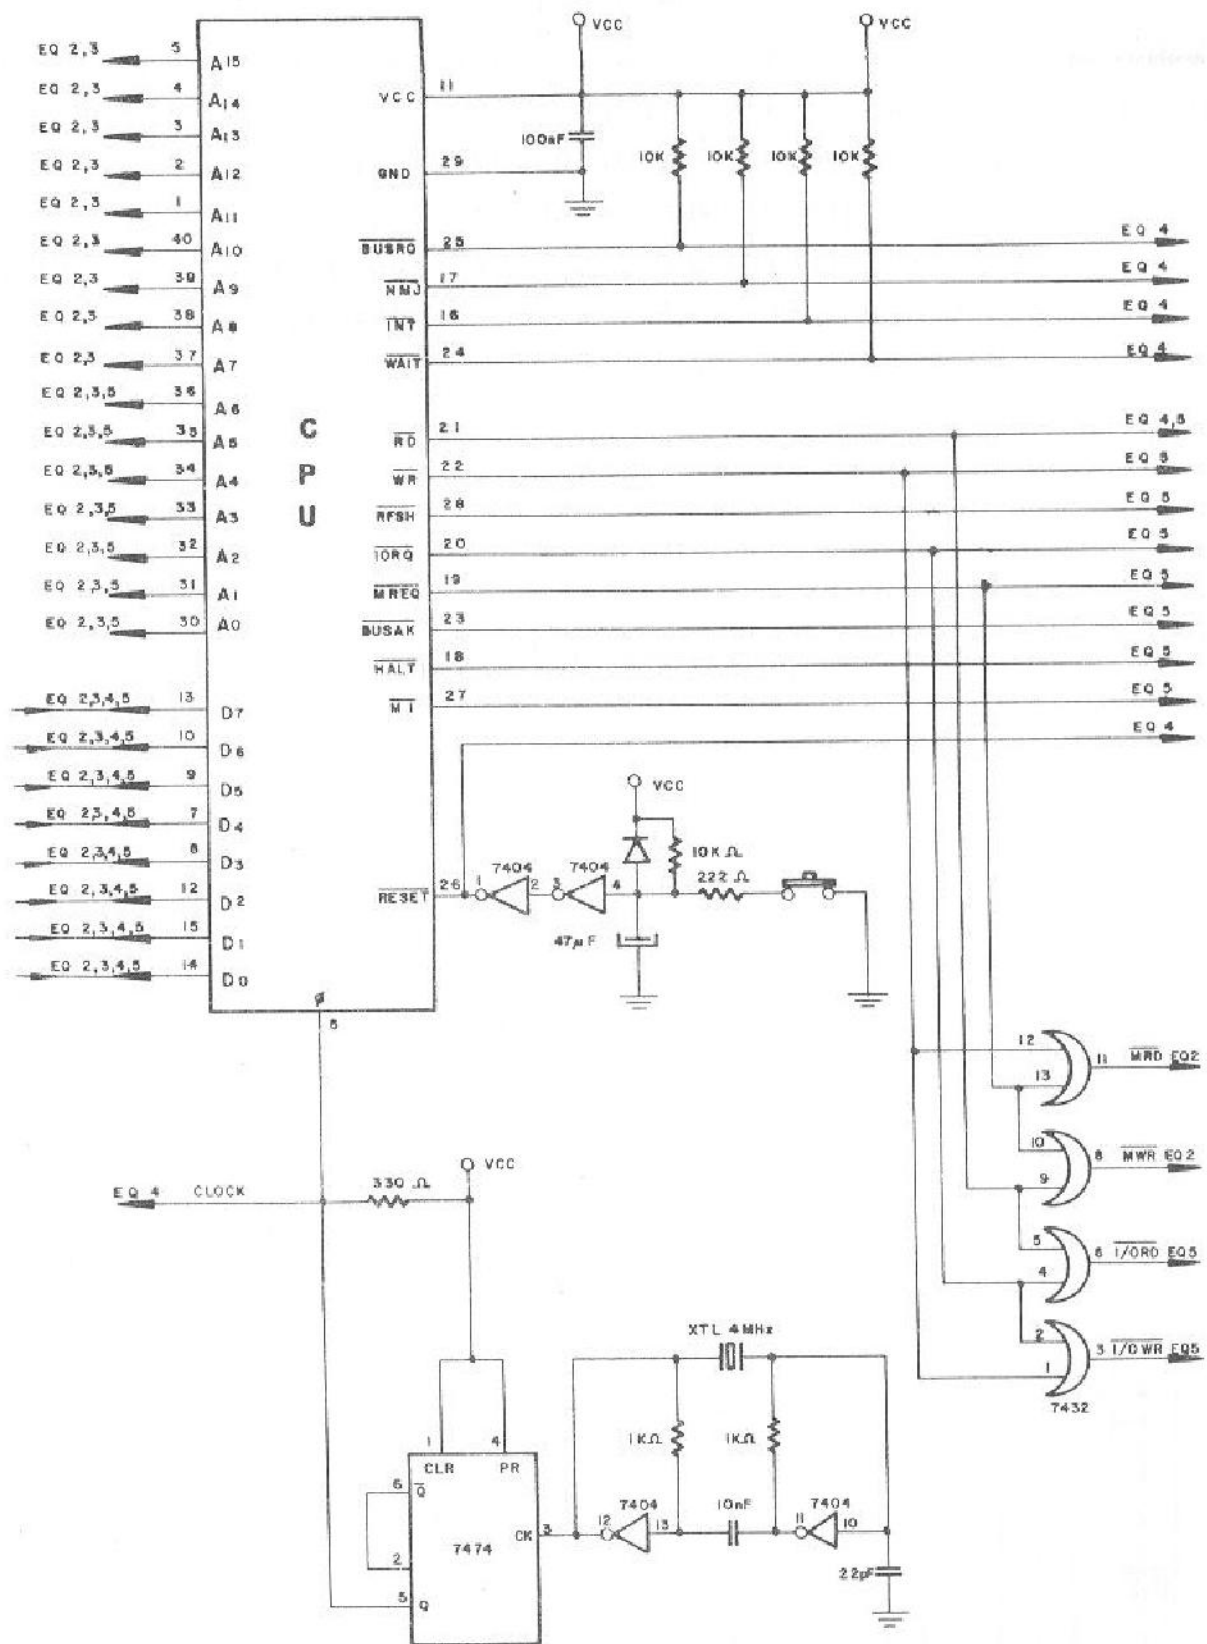 VCC
VCC
EQ 2,3 5 A15
EQ 2,3 4 A14
EQ 2,3 3 A13
EQ 2,3 2 A12
EQ 2,3 1 A11
EQ 2,3 40 A10
EQ 2,3 39 A9
EQ 2,3 38 A8
EQ 2,3 37 A7
EQ 2,3,5 36 A6
EQ 2,3,5 35 A5
EQ 2,3,5 34 A4
EQ 2,3,5 33 A3
EQ 2,3,5 32 A2
EQ 2,3,5 31 A1
EQ 2,3,5 30 A0
EQ 2,3,4,5 13 D7
EQ 2,3,4,5 10 D6
EQ 2,3,4,5 9 D5
EQ 2,3,4,5 7 D4
EQ 2,3,4,5 8 D3
EQ 2,3,4,5 12 D2
EQ 2,3,4,5 15 D1
EQ 2,3,4,5 14 D0
CPU
VCC 11
100nF
10K 10K 10K 10K
GND 29
BUSRQ 25 EQ 4
NMI 17 EQ 4
INT 16 EQ 4
WAIT 24 EQ 4
RD 21 EQ 4,5
WR 22 EQ 5
RFSH 28 EQ 5
IORQ 20 EQ 5
MREQ 19 EQ 5
BUSAK 23 EQ 5
HALT 18 EQ 5
M1 27 EQ 5
EQ 4
VCC
10K Ω
RESET 26 1 7404 2 3 7404 4 222 Ω
47µF
ø
6
12 13 11 MRD EQ2
10 9 8 MWR EQ2
5 4 6 I/ORD EQ5
2 1 3 I/OWR EQ5
7432
VCC
EQ 4 CLOCK 330 Ω
XTL 4MHz
1KΩ 1KΩ
1 4
CLR PR
6 Q
7474
CK 3
2
5 Q
12 7404 13 10nF 11 7404 10
22pF